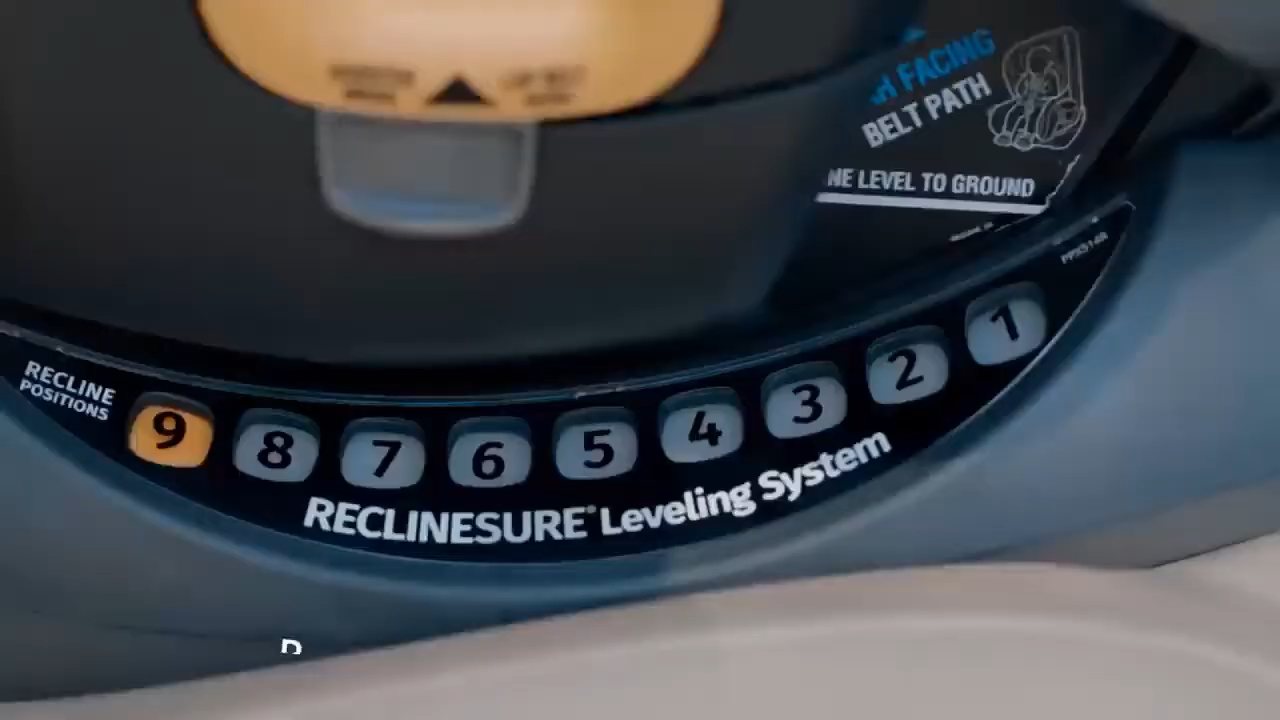 FACING
BELT PATH
NE LEVEL TO GROUND
RECLINE
POSITIONS
9 8 7 6 5 4 3 2 1
RECLINESURE® Leveling System